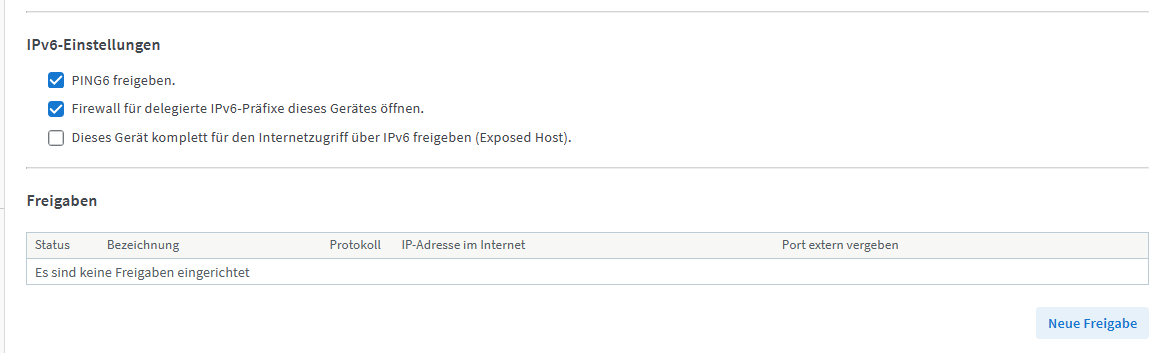 IPv6-Einstellungen
PING6 freigeben.
Firewall für delegierte IPv6-Präfixe dieses Gerätes öffnen.
Dieses Gerät komplett für den Internetzugriff über IPv6 freigeben (Exposed Host).
Freigaben
Status Bezeichnung Protokoll IP-Adresse im Internet Port extern vergeben
Es sind keine Freigaben eingerichtet
Neue Freigabe